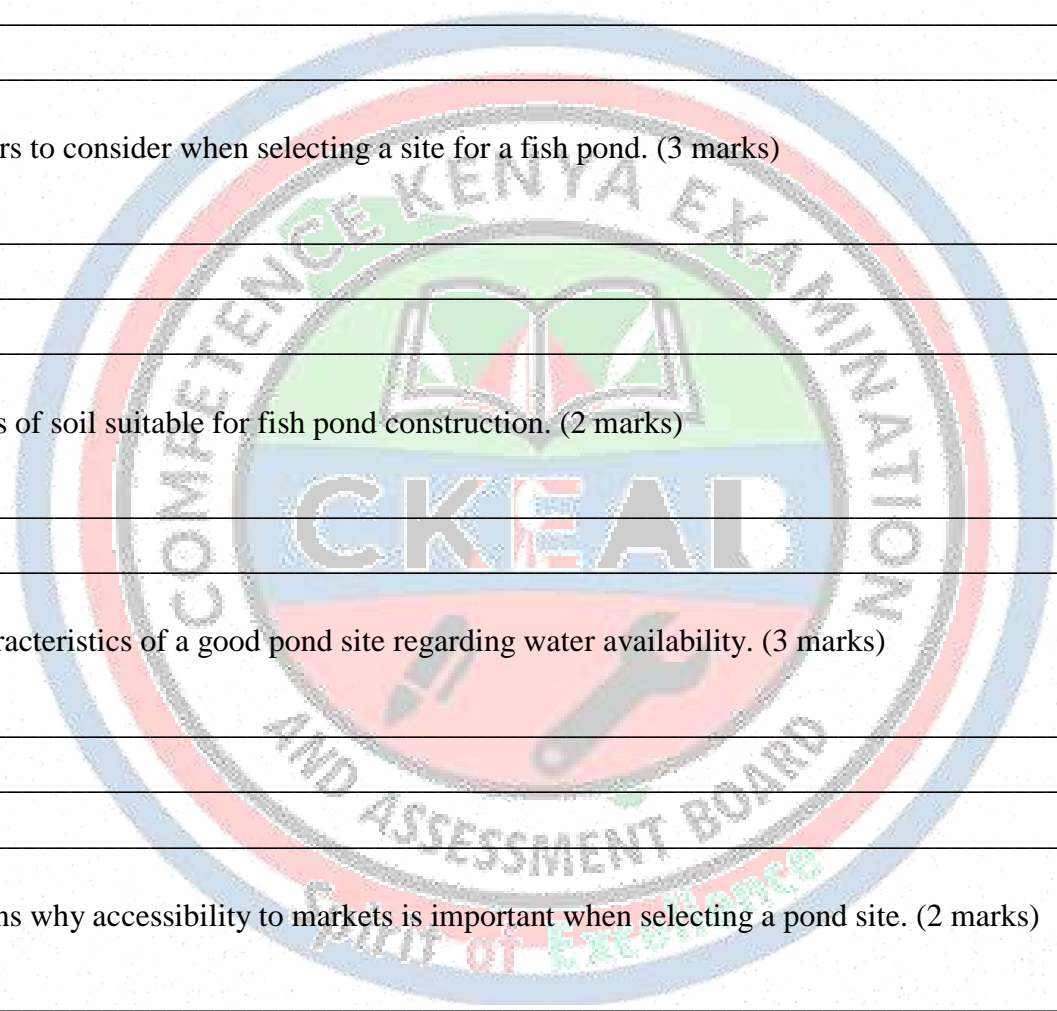 rs to consider when selecting a site for a fish pond. (3 marks)
s of soil suitable for fish pond construction. (2 marks)
racteristics of a good pond site regarding water availability. (3 marks)
ns why accessibility to markets is important when selecting a pond site. (2 marks)
COMPETENCE KENYA EXAMINATION
CKEAB
AND ASSESSMENT BOARD
Spirit of Excellence